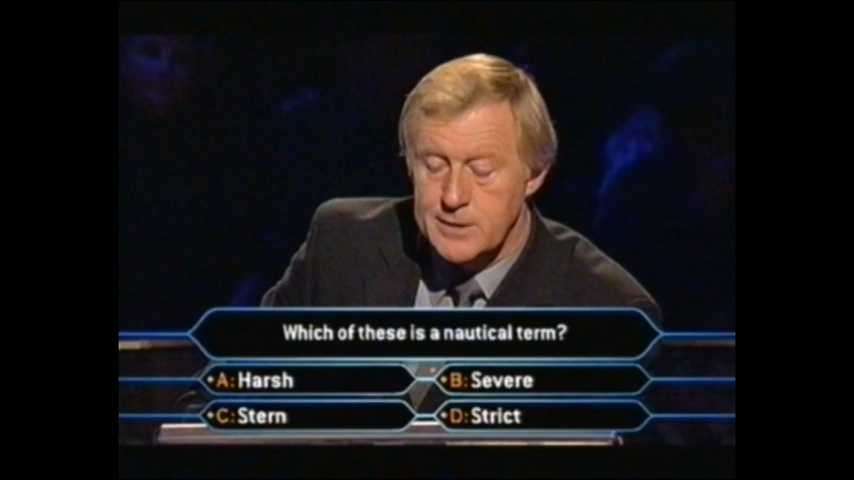 Which of these is a nautical term?
A: Harsh
B: Severe
C: Stern
D: Strict